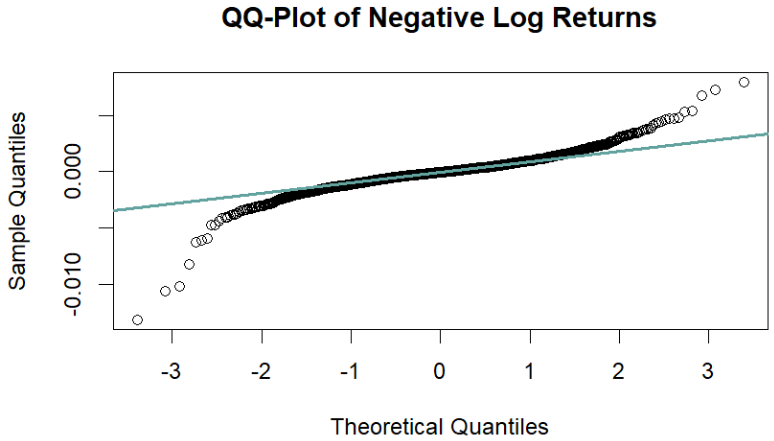 QQ-Plot of Negative Log Returns
Sample Quantiles
0.000
-0.010
-3 -2 -1 0 1 2 3
Theoretical Quantiles